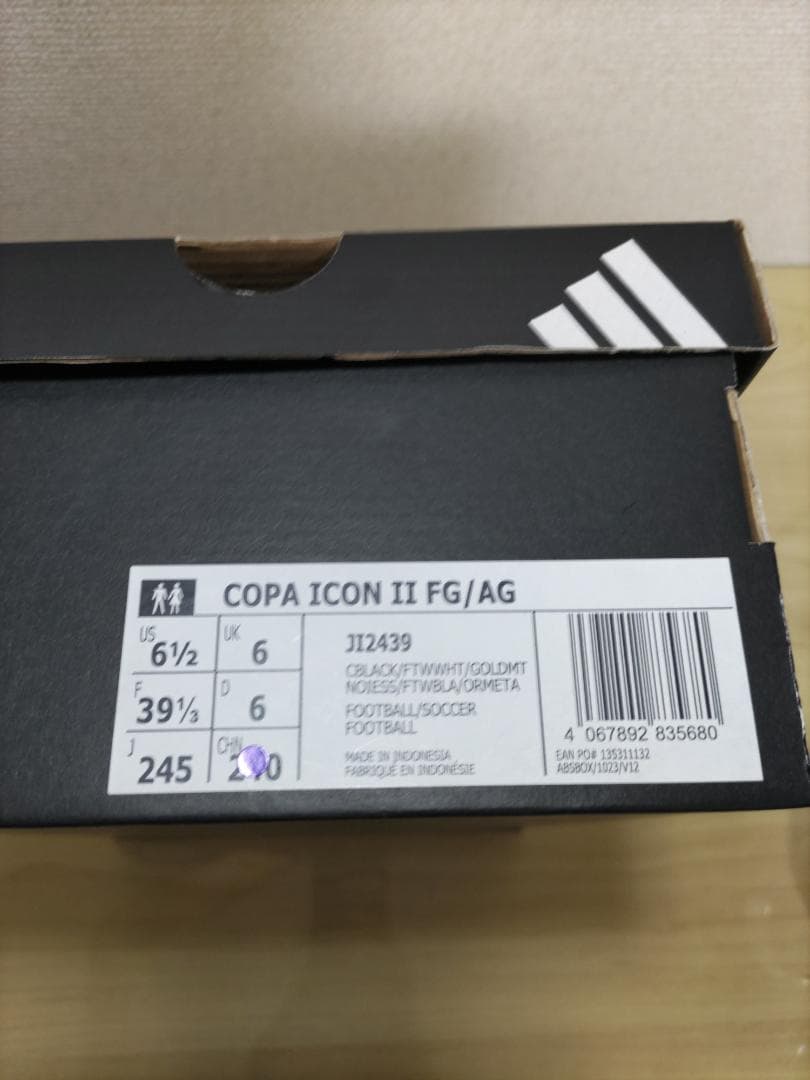 COPA ICON II FG/AG
US 6½
UK 6
F 39⅓
D 6
J 245
CHN
JI2439
CBLACK/FTWWHT/GOLDMT
NOIESS/FTWBLA/ORMETA
FOOTBALL/SOCCER
FOOTBALL
MADE IN INDONESIA
FABRIQUE EN INDONÉSIE
4 067892 835680
EAN PO# 135311132
ABSBOX/1023/V12